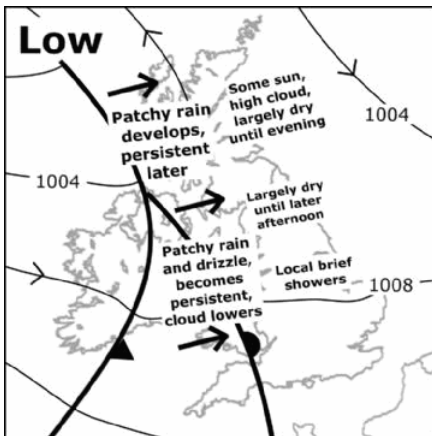 Low
Some sun,
high cloud,
largely dry
until evening
Patchy rain
develops,
persistent
later
1004
1004
Largely dry
until later
afternoon
Patchy rain
and drizzle,
becomes
persistent,
cloud lowers
Local brief
showers
1008